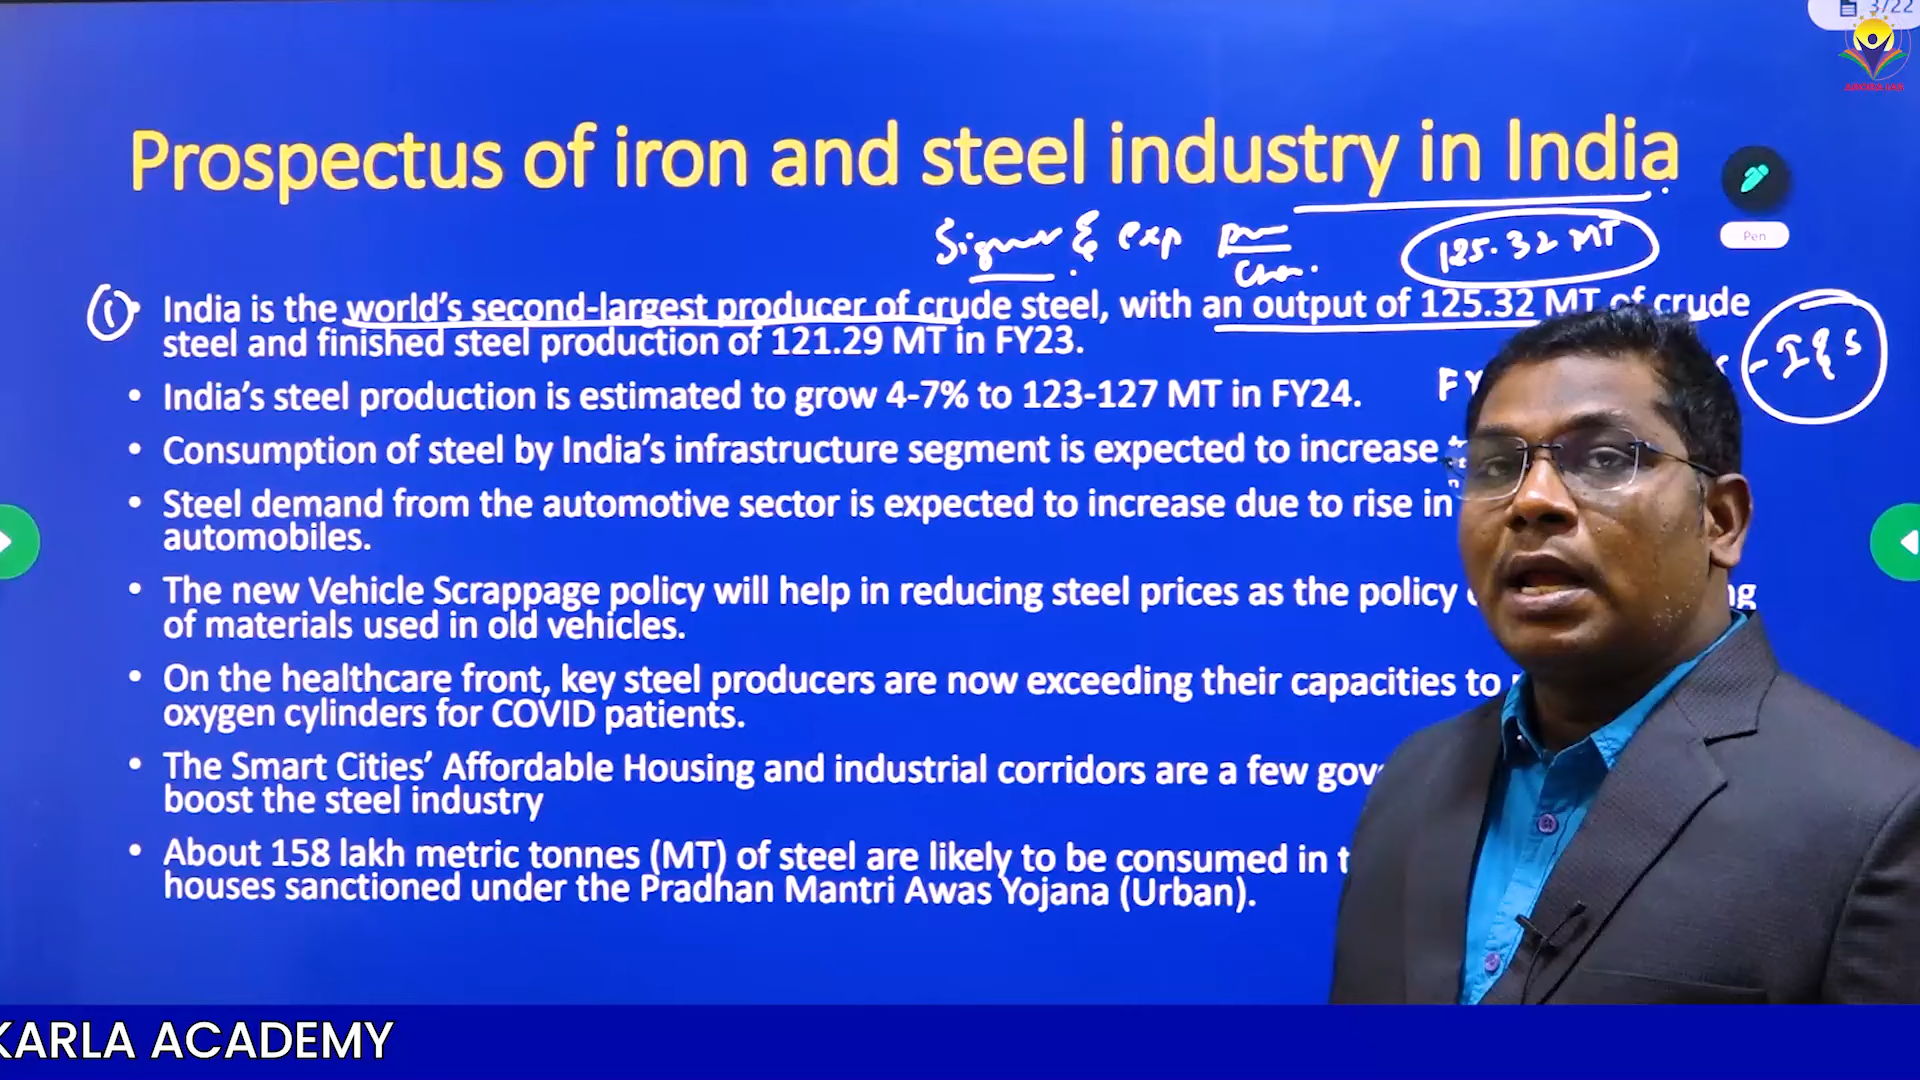 3/22
Prospectus of iron and steel industry in India
Pen
& exp
125.32 MT
① India is the world's second-largest producer of crude steel, with an output of 125.32 MT of crude
steel and finished steel production of 121.29 MT in FY23.
- I & S
• India's steel production is estimated to grow 4-7% to 123-127 MT in FY24.
FY
• Consumption of steel by India's infrastructure segment is expected to increase
• Steel demand from the automotive sector is expected to increase due to rise in
automobiles.
• The new Vehicle Scrappage policy will help in reducing steel prices as the policy
of materials used in old vehicles.
• On the healthcare front, key steel producers are now exceeding their capacities to
oxygen cylinders for COVID patients.
• The Smart Cities' Affordable Housing and industrial corridors are a few
boost the steel industry
• About 158 lakh metric tonnes (MT) of steel are likely to be consumed in
houses sanctioned under the Pradhan Mantri Awas Yojana (Urban).
KARLA ACADEMY